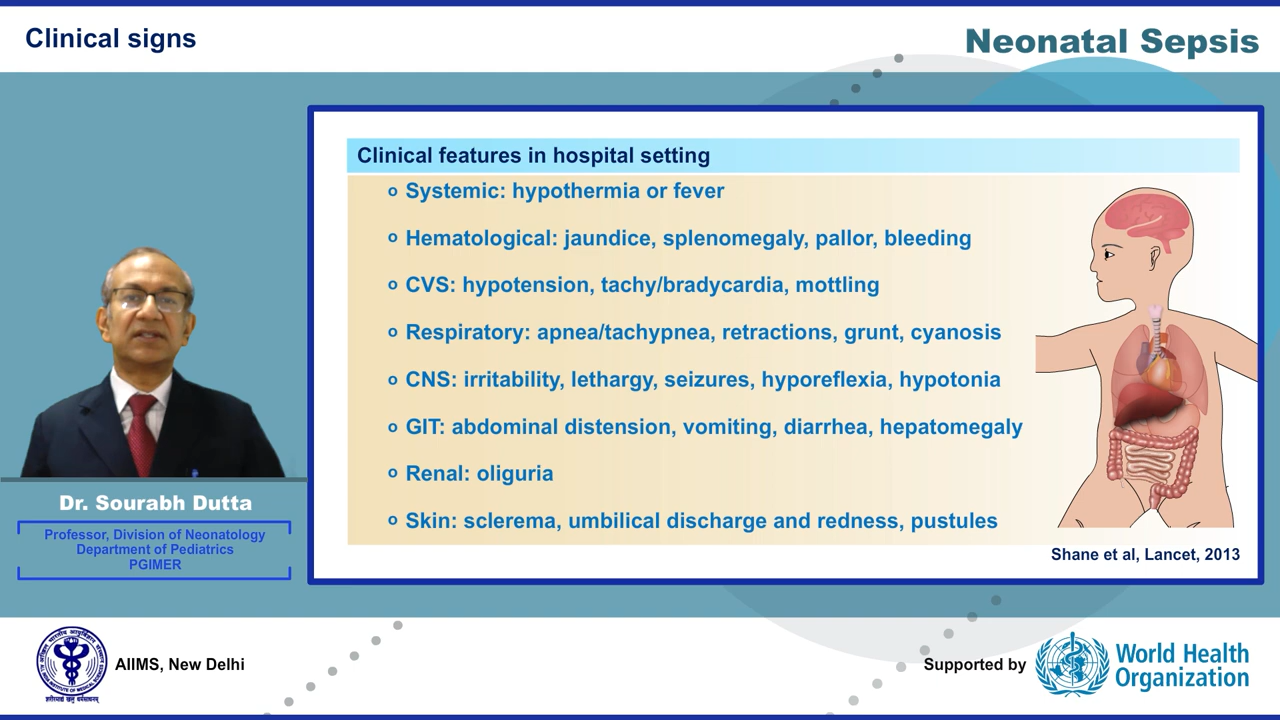 Clinical signs
Neonatal Sepsis
Clinical features in hospital setting
Systemic: hypothermia or fever
Hematological: jaundice, splenomegaly, pallor, bleeding
CVS: hypotension, tachy/bradycardia, mottling
Respiratory: apnea/tachypnea, retractions, grunt, cyanosis
CNS: irritability, lethargy, seizures, hyporeflexia, hypotonia
GIT: abdominal distension, vomiting, diarrhea, hepatomegaly
Renal: oliguria
Skin: sclerema, umbilical discharge and redness, pustules
Shane et al, Lancet, 2013
Dr. Sourabh Dutta
Professor, Division of Neonatology
Department of Pediatrics
PGIMER
AIIMS, New Delhi
Supported by
World Health
Organization